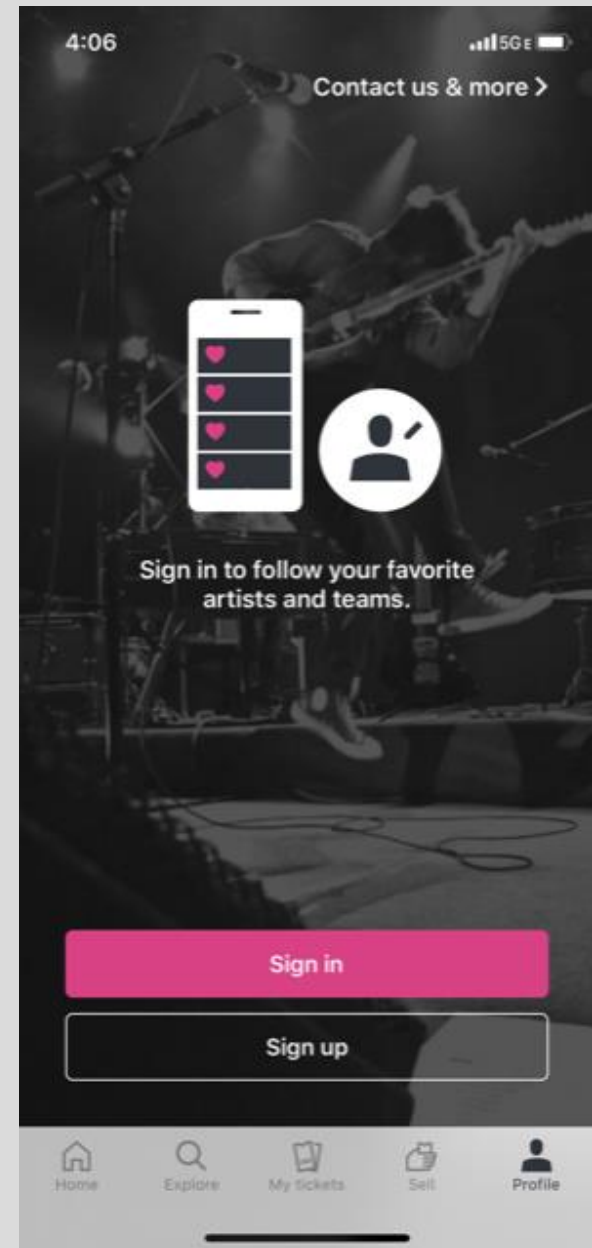 4:06
5G E
Contact us & more >
Sign in to follow your favorite
artists and teams.
Sign in
Sign up
Home
Explore
My tickets
Sell
Profile